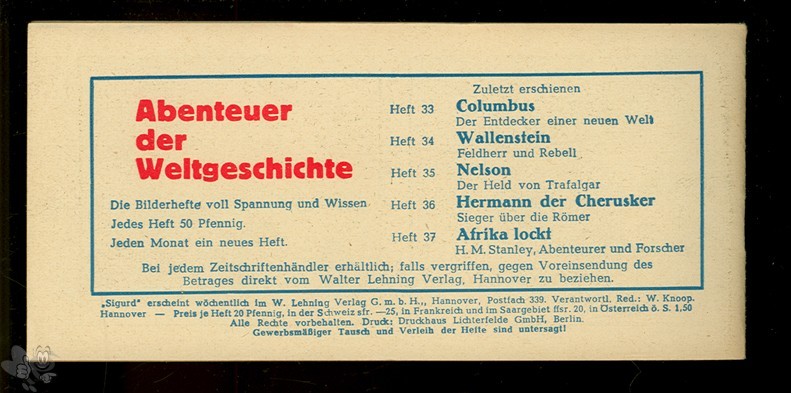 Abenteuer
der
Weltgeschichte
Die Bilderhefte voll Spannung und Wissen.
Jedes Heft 50 Pfennig.
Jeden Monat ein neues Heft.
Zuletzt erschienen
Heft 33 Columbus
Der Entdecker einer neuen Welt
Heft 34 Wallenstein
Feldherr und Rebell
Heft 35 Nelson
Der Held von Trafalgar
Heft 36 Hermann der Cherusker
Sieger über die Römer
Heft 37 Afrika lockt
H. M. Stanley, Abenteurer und Forscher
Bei jedem Zeitschriftenhändler erhältlich; falls vergriffen, gegen Voreinsendung des
Betrages direkt vom Walter Lehning Verlag, Hannover zu beziehen.
„Sigurd" erscheint wöchentlich im W. Lehning Verlag G. m. b. H., Hannover, Postfach 339. Verantwortl. Red.: W. Knoop.
Hannover — Preis je Heft 20 Pfennig, in der Schweiz sfr. —25, in Frankreich und im Saargebiet ffsr. 20, in Österreich ö. S. 1,50
Alle Rechte vorbehalten. Druck: Druckhaus Lichterfelde GmbH, Berlin.
Gewerbsmäßiger Tausch und Verleih der Hefte sind untersagt!